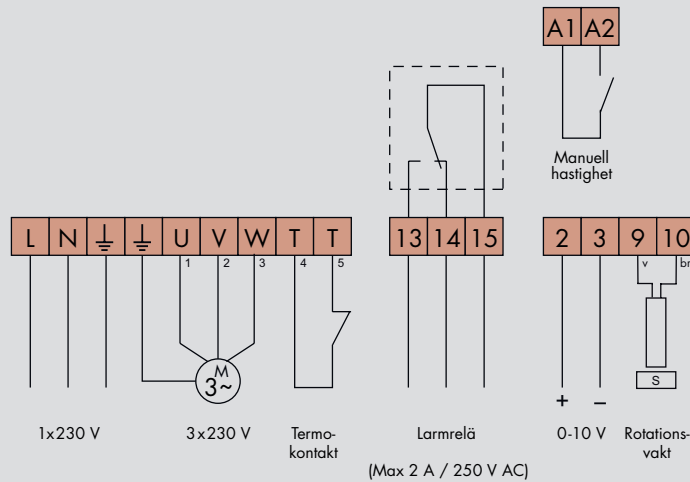 A1 A2
Manuell
hastighet
L N U V W T T
13 14 15
2 3 9 10
1 2 3 4 5
v br
M
3~
S
+ –
1x230 V
3x230 V
Termo-
kontakt
Larmrelä
(Max 2 A / 250 V AC)
0-10 V
Rotations-
vakt